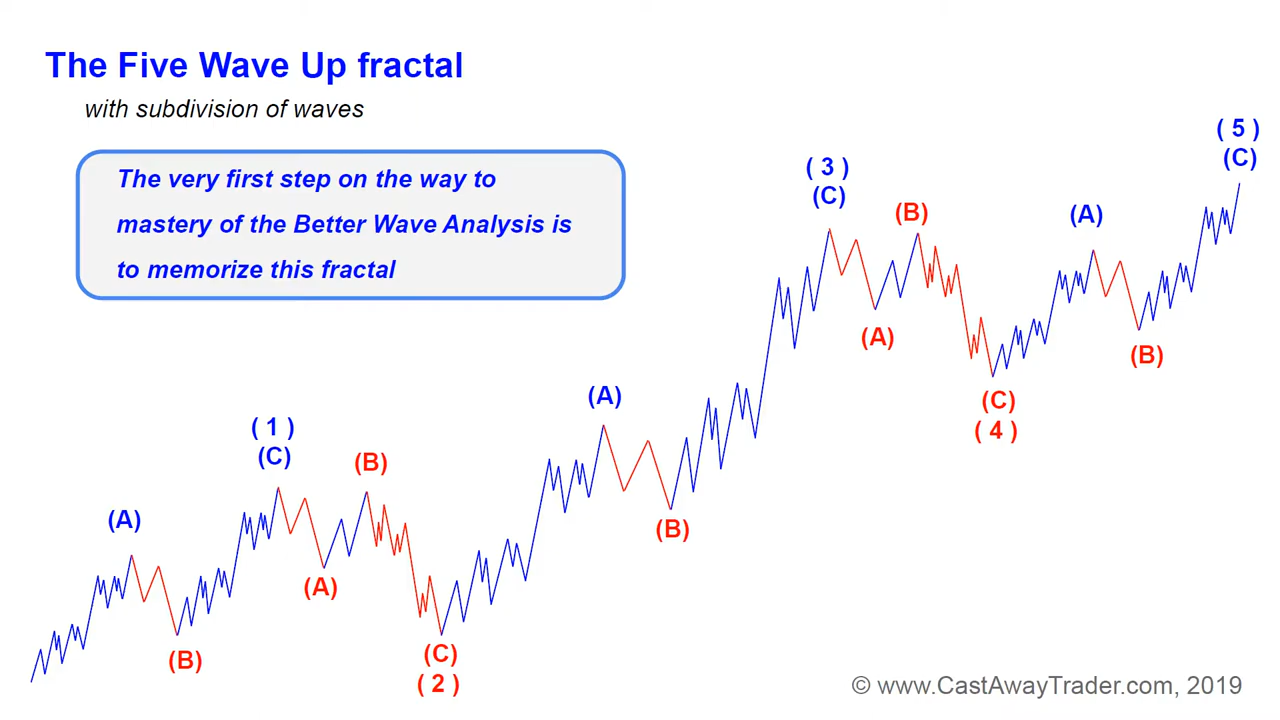 The Five Wave Up fractal
with subdivision of waves
The very first step on the way to
mastery of the Better Wave Analysis is
to memorize this fractal
( 5 )
(C)
( 3 )
(C)
(B)
(A)
(A)
(B)
(C)
( 4 )
(A)
( 1 )
(C)
(B)
(A)
(B)
(A)
(B)
(C)
( 2 )
© www.CastAwayTrader.com, 2019